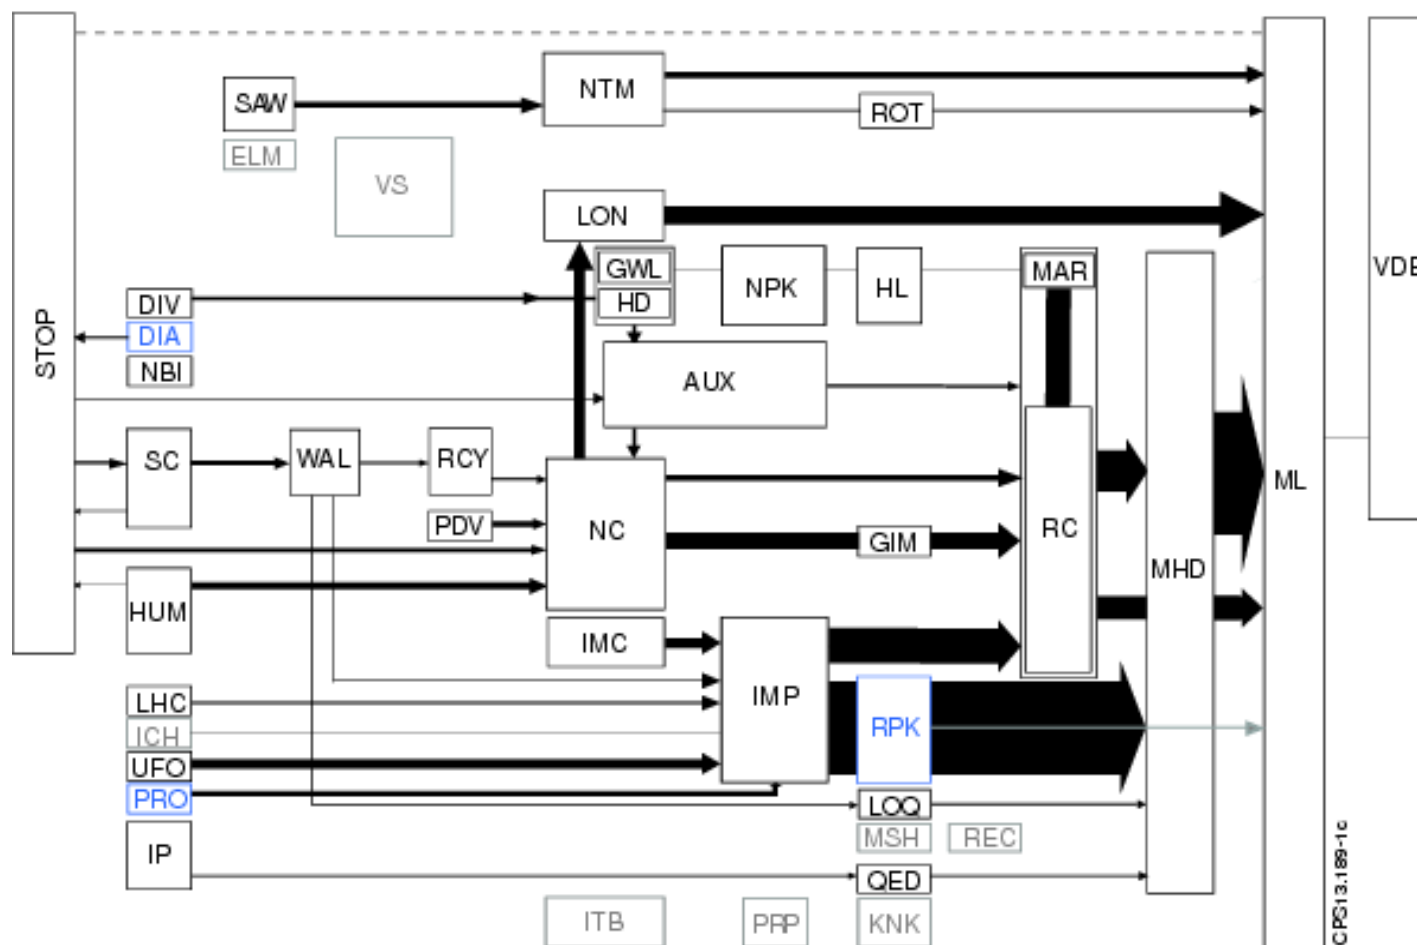 NTM
SAW
ROT
ELM
VS
LON
GWL
MAR
VDE
NPK
HL
HD
DIV
DIA
STOP
NBI
AUX
SC
WAL
RCY
ML
PDV
NC
RC
GIM
MHD
HUM
IMC
IMP
LHC
RPK
ICH
UFO
PRO
LOQ
MSH
REC
IP
QED
ITB
PRP
KNK
CPS13.189-1c